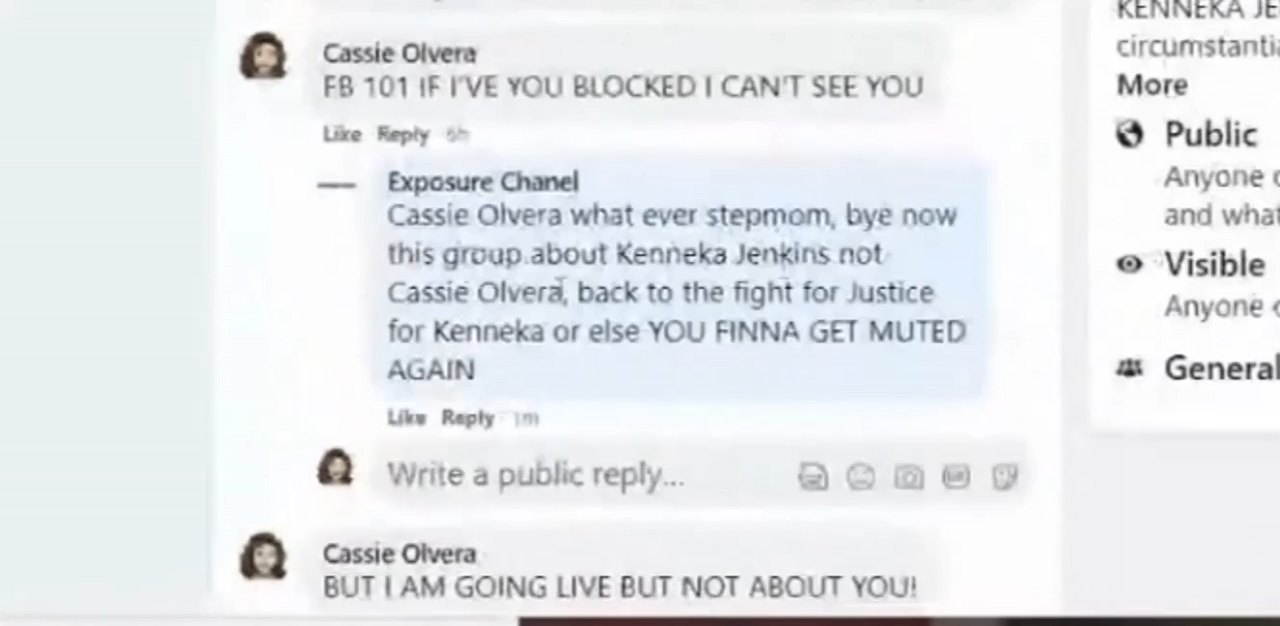 KENNEKA JE
circumstantia
More
Public
Anyone
and what
Visible
Anyone
General
Cassie Olvera
FB 101 IF I'VE YOU BLOCKED I CAN'T SEE YOU
Like Reply 6h
Exposure Chanel
Cassie Olvera what ever stepmom, bye now
this group about Kenneka Jenkins not
Cassie Olvera, back to the fight for Justice
for Kenneka or else YOU FINNA GET MUTED
AGAIN
Like Reply 1m
Write a public reply...
Cassie Olvera
BUT I AM GOING LIVE BUT NOT ABOUT YOU!